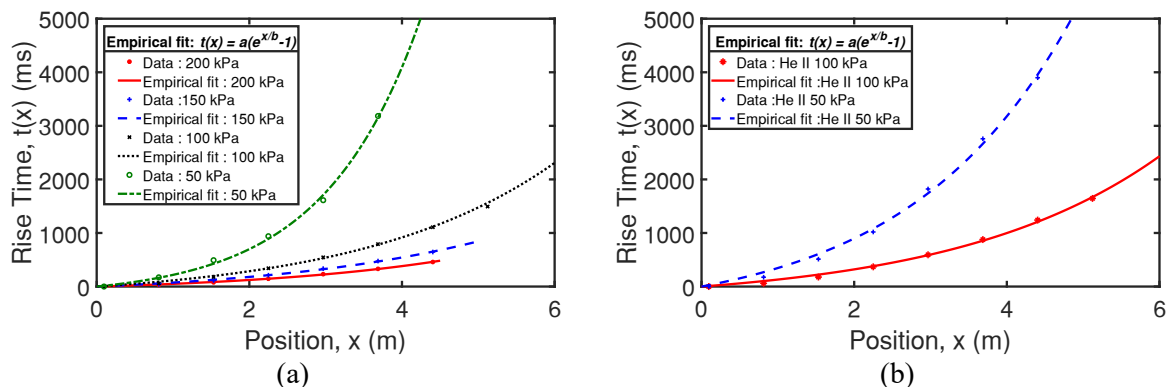 5000
4000
3000
2000
1000
0
Rise Time, t(x) (ms)
Empirical fit: t(x) = a(e^{x/b}-1)
Data : 200 kPa
Empirical fit : 200 kPa
Data :150 kPa
Empirical fit : 150 kPa
Data : 100 kPa
Empirical fit : 100 kPa
Data : 50 kPa
Empirical fit : 50 kPa
0 2 4 6
Position, x (m)
(a)
5000
4000
3000
2000
1000
0
Rise Time, t(x) (ms)
Empirical fit: t(x) = a(e^{x/b}-1)
Data : He II 100 kPa
Empirical fit :He II 100 kPa
Data :He II 50 kPa
Empirical fit :He II 50 kPa
0 2 4 6
Position, x (m)
(b)